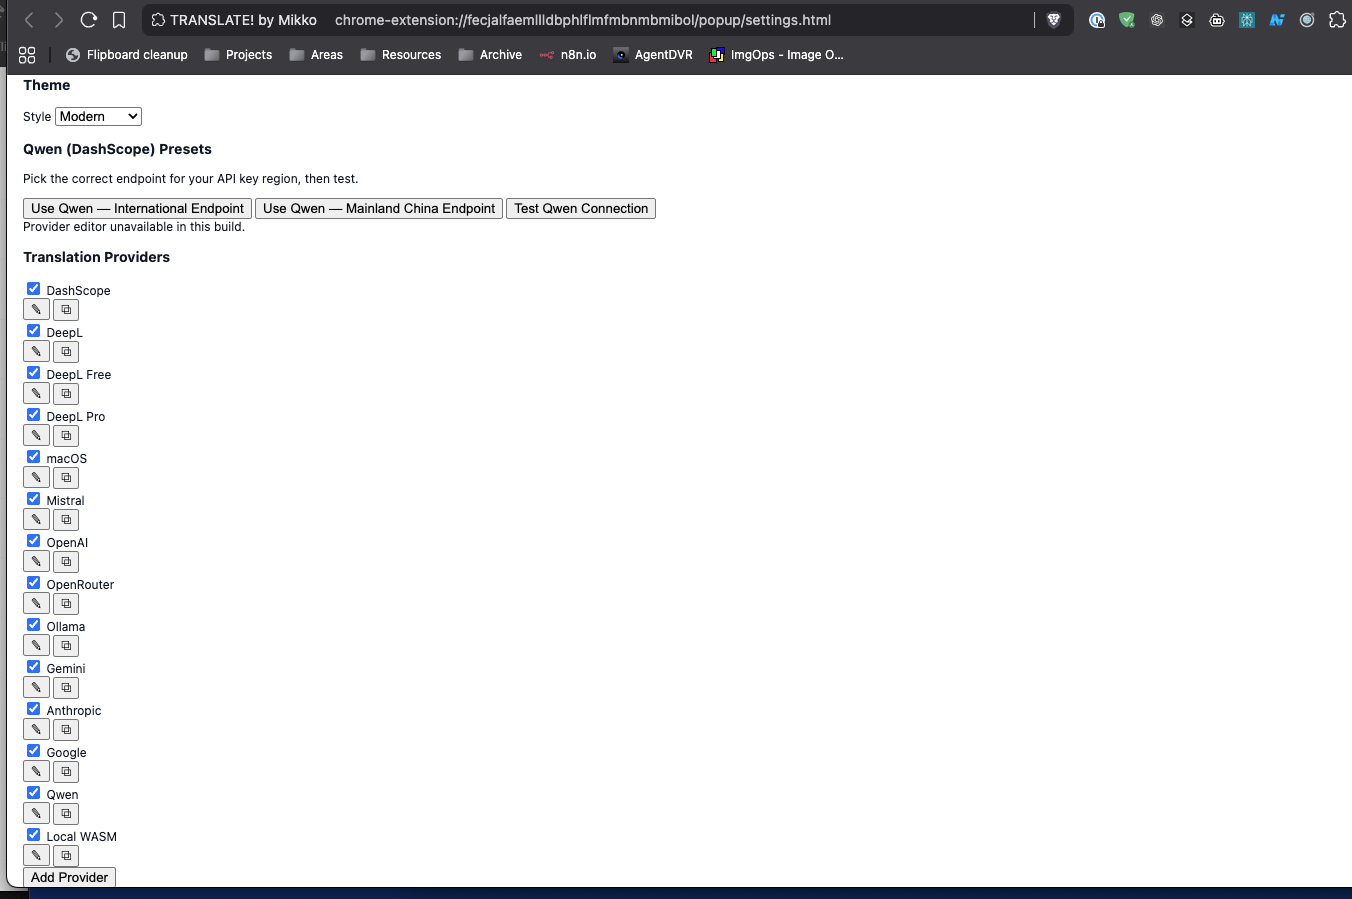 TRANSLATE! by Mikko chrome-extension://fecjalfaemllldbphlflmfmbnmbmibol/popup/settings.html
Flipboard cleanup Projects Areas Resources Archive n8n.io AgentDVR ImgOps - Image O...
Theme
Style Modern
Qwen (DashScope) Presets
Pick the correct endpoint for your API key region, then test.
Use Qwen — International Endpoint Use Qwen — Mainland China Endpoint Test Qwen Connection
Provider editor unavailable in this build.
Translation Providers
DashScope
DeepL
DeepL Free
DeepL Pro
macOS
Mistral
OpenAI
OpenRouter
Ollama
Gemini
Anthropic
Google
Qwen
Local WASM
Add Provider